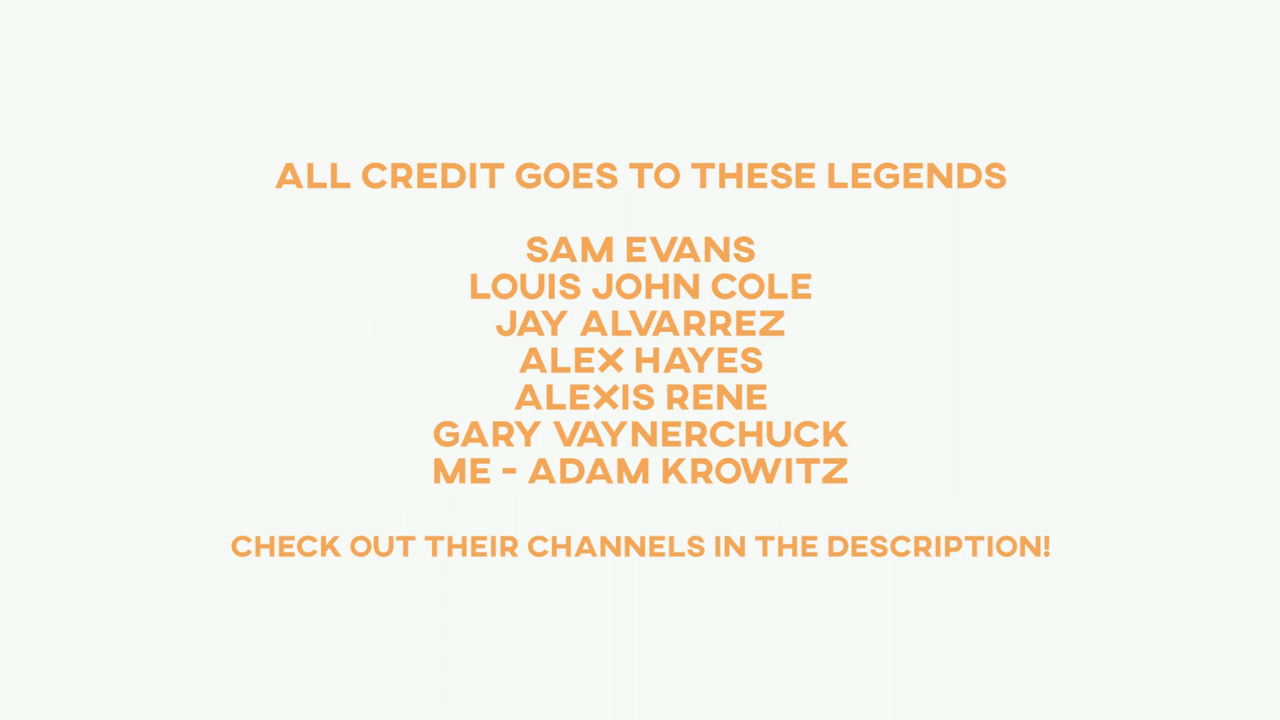 ALL CREDIT GOES TO THESE LEGENDS
SAM EVANS
LOUIS JOHN COLE
JAY ALVARREZ
ALEX HAYES
ALEXIS RENE
GARY VAYNERCHUCK
ME - ADAM KROWITZ
CHECK OUT THEIR CHANNELS IN THE DESCRIPTION!